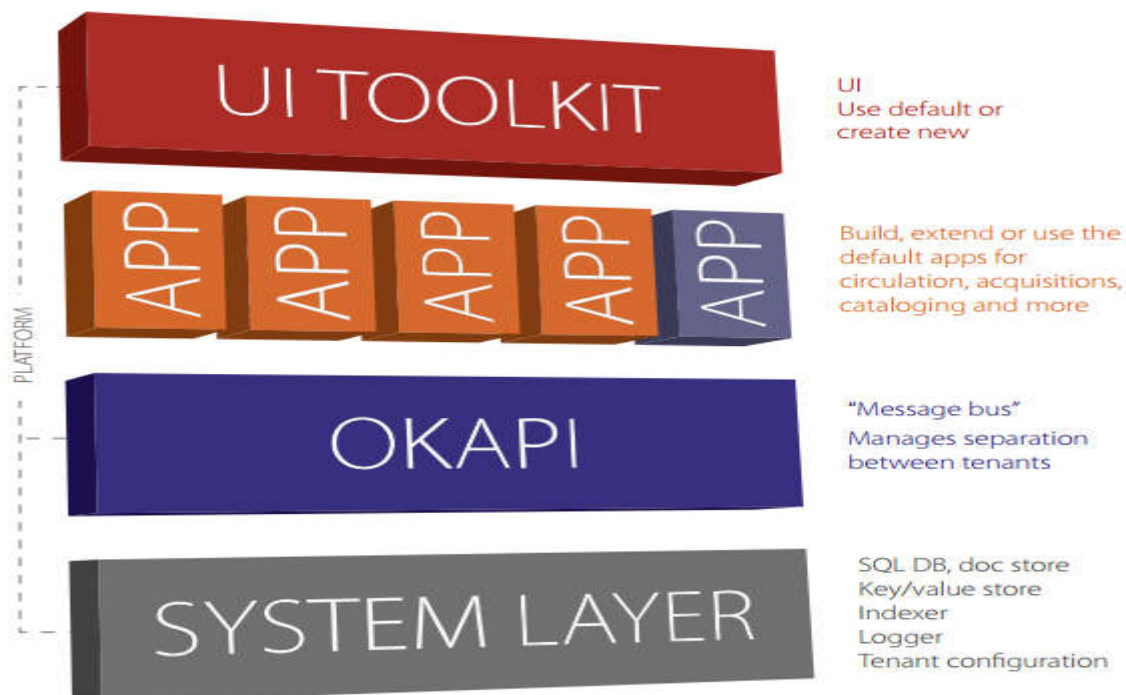 UI TOOLKIT
UI
Use default or
create new
APP
APP
APP
APP
APP
Build, extend or use the
default apps for
circulation, acquisitions,
cataloging and more
PLATFORM
OKAPI
“Message bus”
Manages separation
between tenants
SYSTEM LAYER
SQL DB, doc store
Key/value store
Indexer
Logger
Tenant configuration